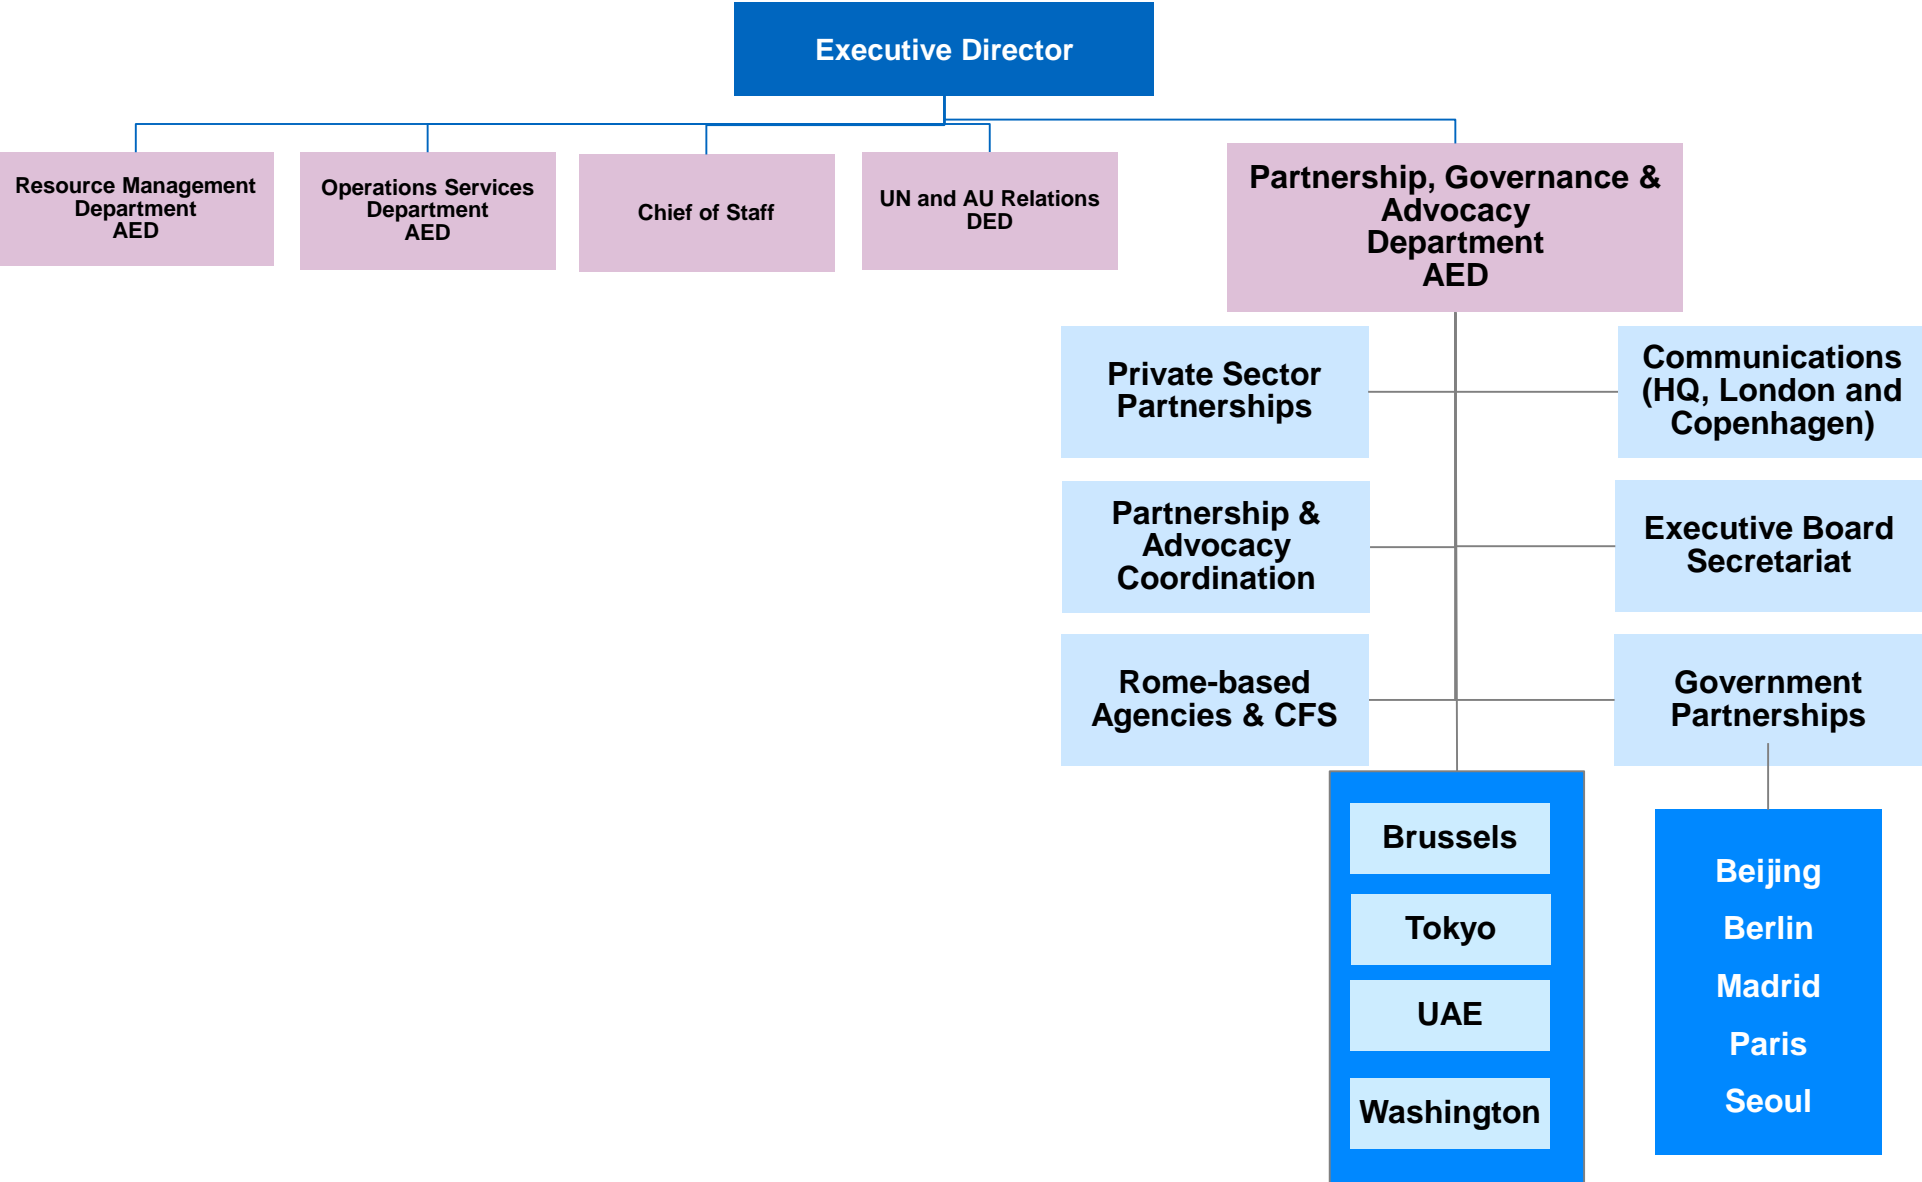 Executive Director
Resource Management
Department
AED
Operations Services
Department
AED
Chief of Staff
UN and AU Relations
DED
Partnership, Governance &
Advocacy
Department
AED
Private Sector
Partnerships
Communications
(HQ, London and
Copenhagen)
Partnership &
Advocacy
Coordination
Executive Board
Secretariat
Rome-based
Agencies & CFS
Government
Partnerships
Brussels
Tokyo
UAE
Washington
Beijing
Berlin
Madrid
Paris
Seoul